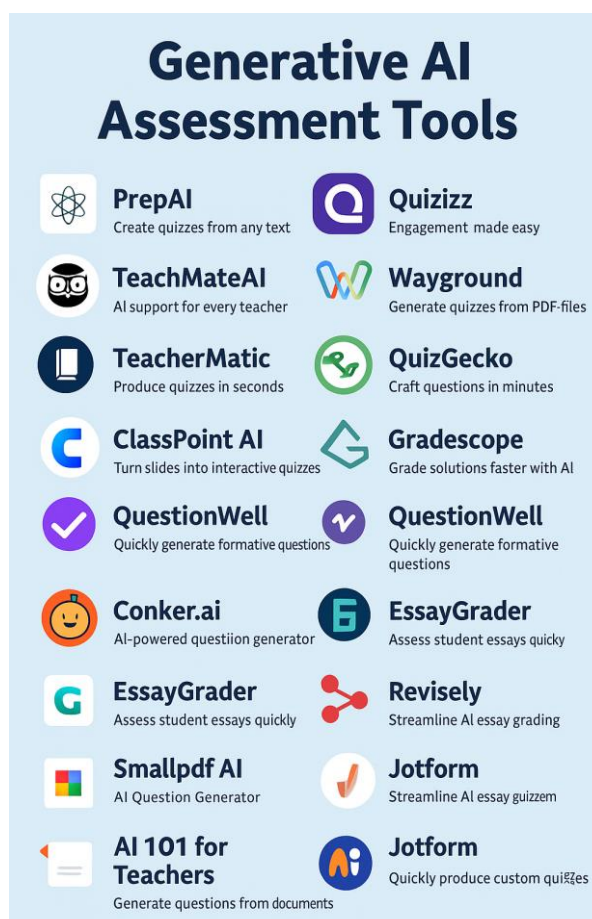 Generative AI
Assessment Tools
PrepAI
Create quizzes from any text
Quizizz
Engagement made easy
TeachMateAI
AI support for every teacher
Wayground
Generate quizzes from PDF-files
TeacherMatic
Produce quizzes in seconds
QuizGecko
Craft questions in minutes
ClassPoint AI
Turn slides into interactive quizzes
Gradescope
Grade solutions faster with AI
QuestionWell
Quickly generate formative questions
QuestionWell
Quickly generate formative
questions
Conker.ai
AI-powered questiion generator
EssayGrader
Assess student essays quicky
EssayGrader
Assess student essays quickly
Revisely
Streamline AI essay grading
Smallpdf AI
AI Question Generator
Jotform
Streamline AI essay guizzem
AI 101 for
Teachers
Generate questions from documents
Jotform
Quickly produce custom